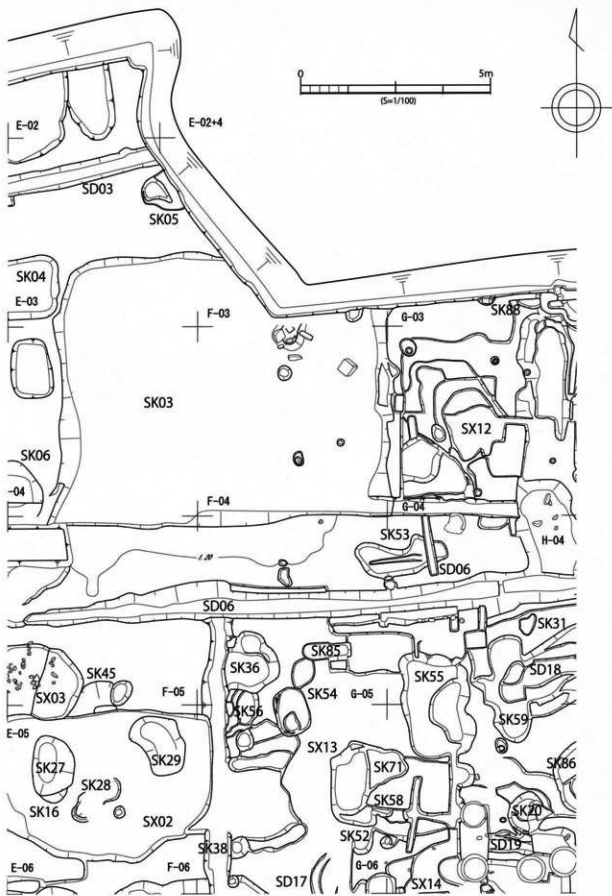 0 5m
(S=1/100)
E-02
E-02+4
SD03
SK05
SK04
E-03
F-03
G-03
SK88
SK03
SX12
SK06
-04
F-04
G-04
SK53
H-04
1.20
SD06
SD06
SK31
SK85
SK36
SD18
SK45
SK54
SK55
SX03
F-05
SK56
G-05
SK59
E-05
SX13
SK29
SK71
SK86
SK27
SK28
SK58
SK16
SK20
SX02
SK52
SD19
SK38
E-06
F-06
G-06
SD17
SX14